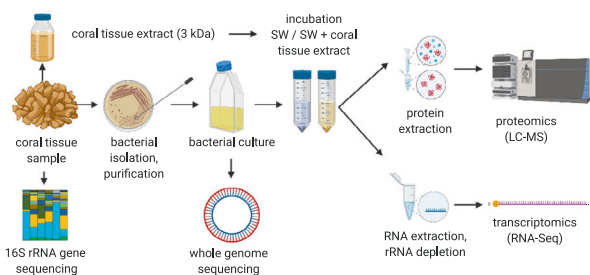 coral tissue extract (3 kDa)
incubation
SW / SW + coral
tissue extract
coral tissue
sample
bacterial
isolation,
purification
bacterial culture
protein
extraction
proteomics
(LC-MS)
16S rRNA gene
sequencing
whole genome
sequencing
RNA extraction,
rRNA depletion
transcriptomics
(RNA-Seq)